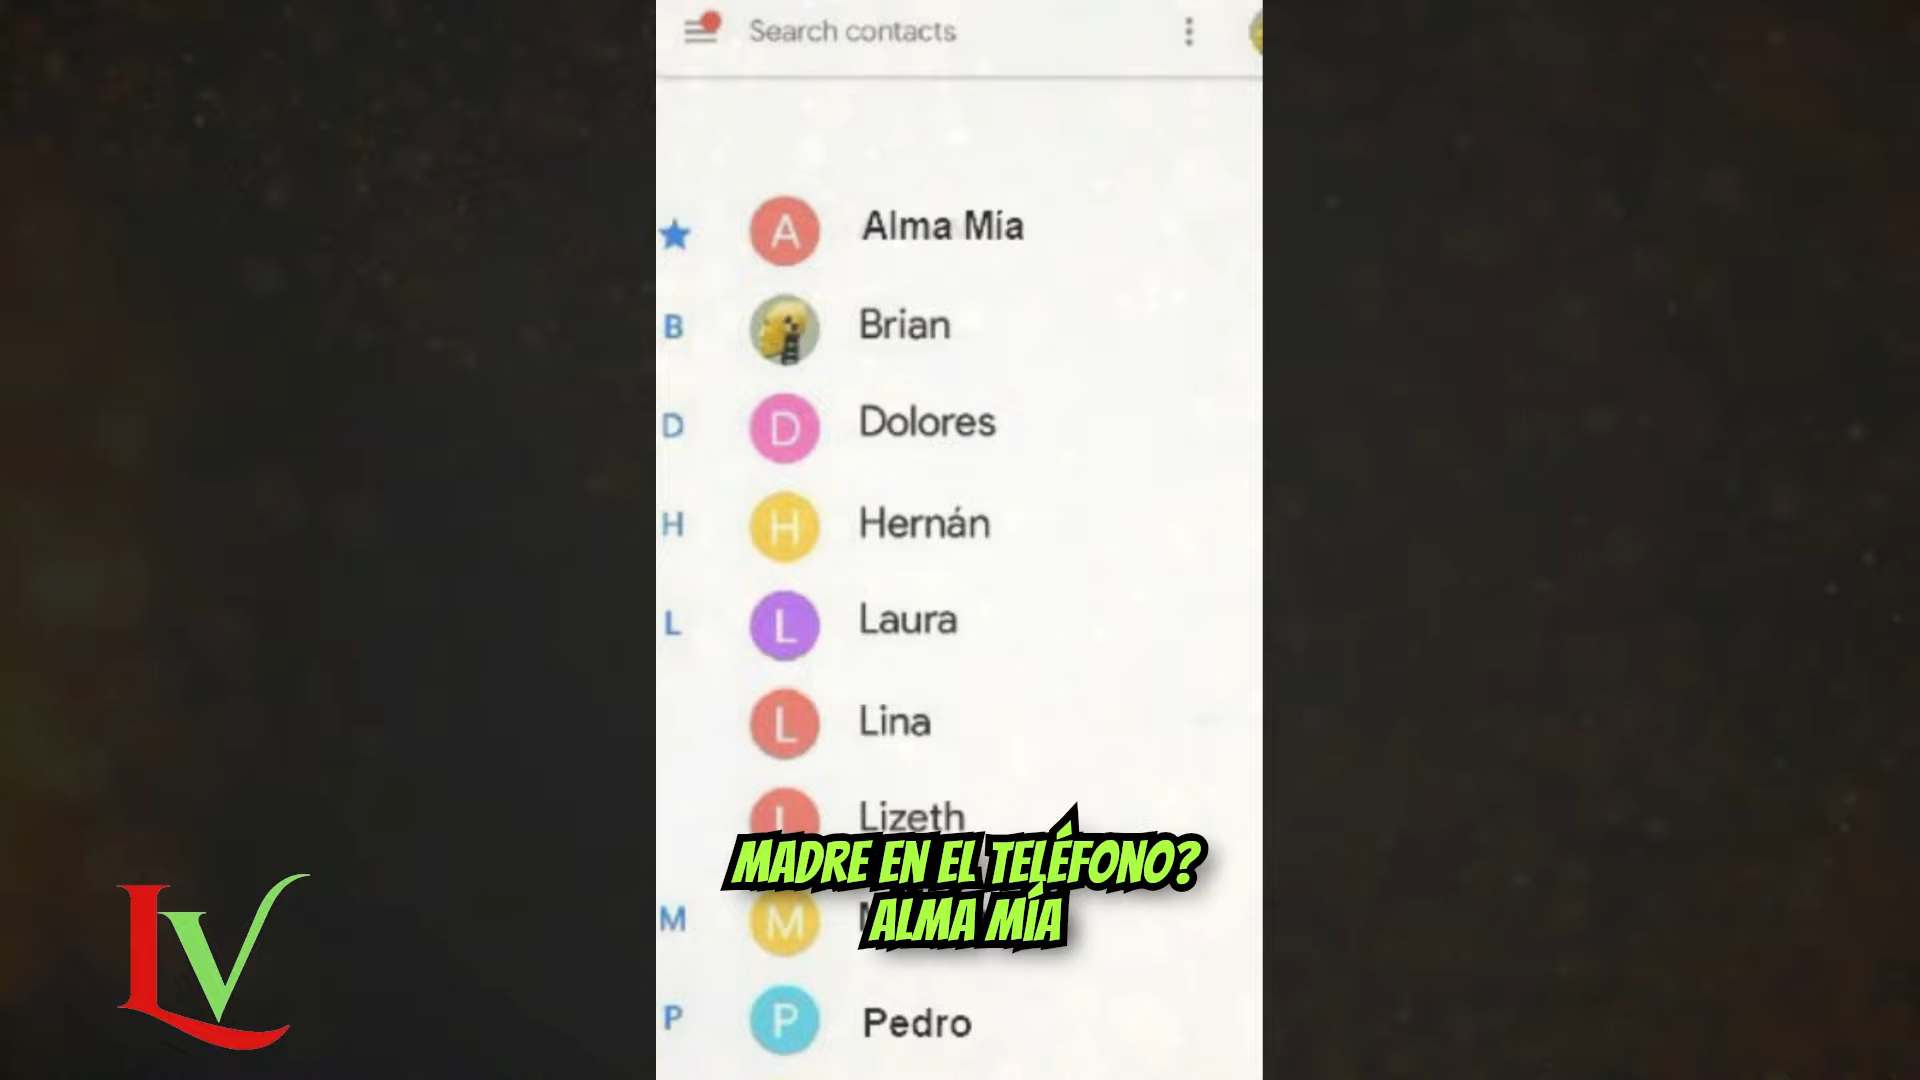 Search contacts
A Alma Mía
B Brian
D D Dolores
H H Hernán
L L Laura
L Lina
L Lizeth
MADRE EN EL TELÉFONO?
ALMA MÍA
M M
P P Pedro
LV